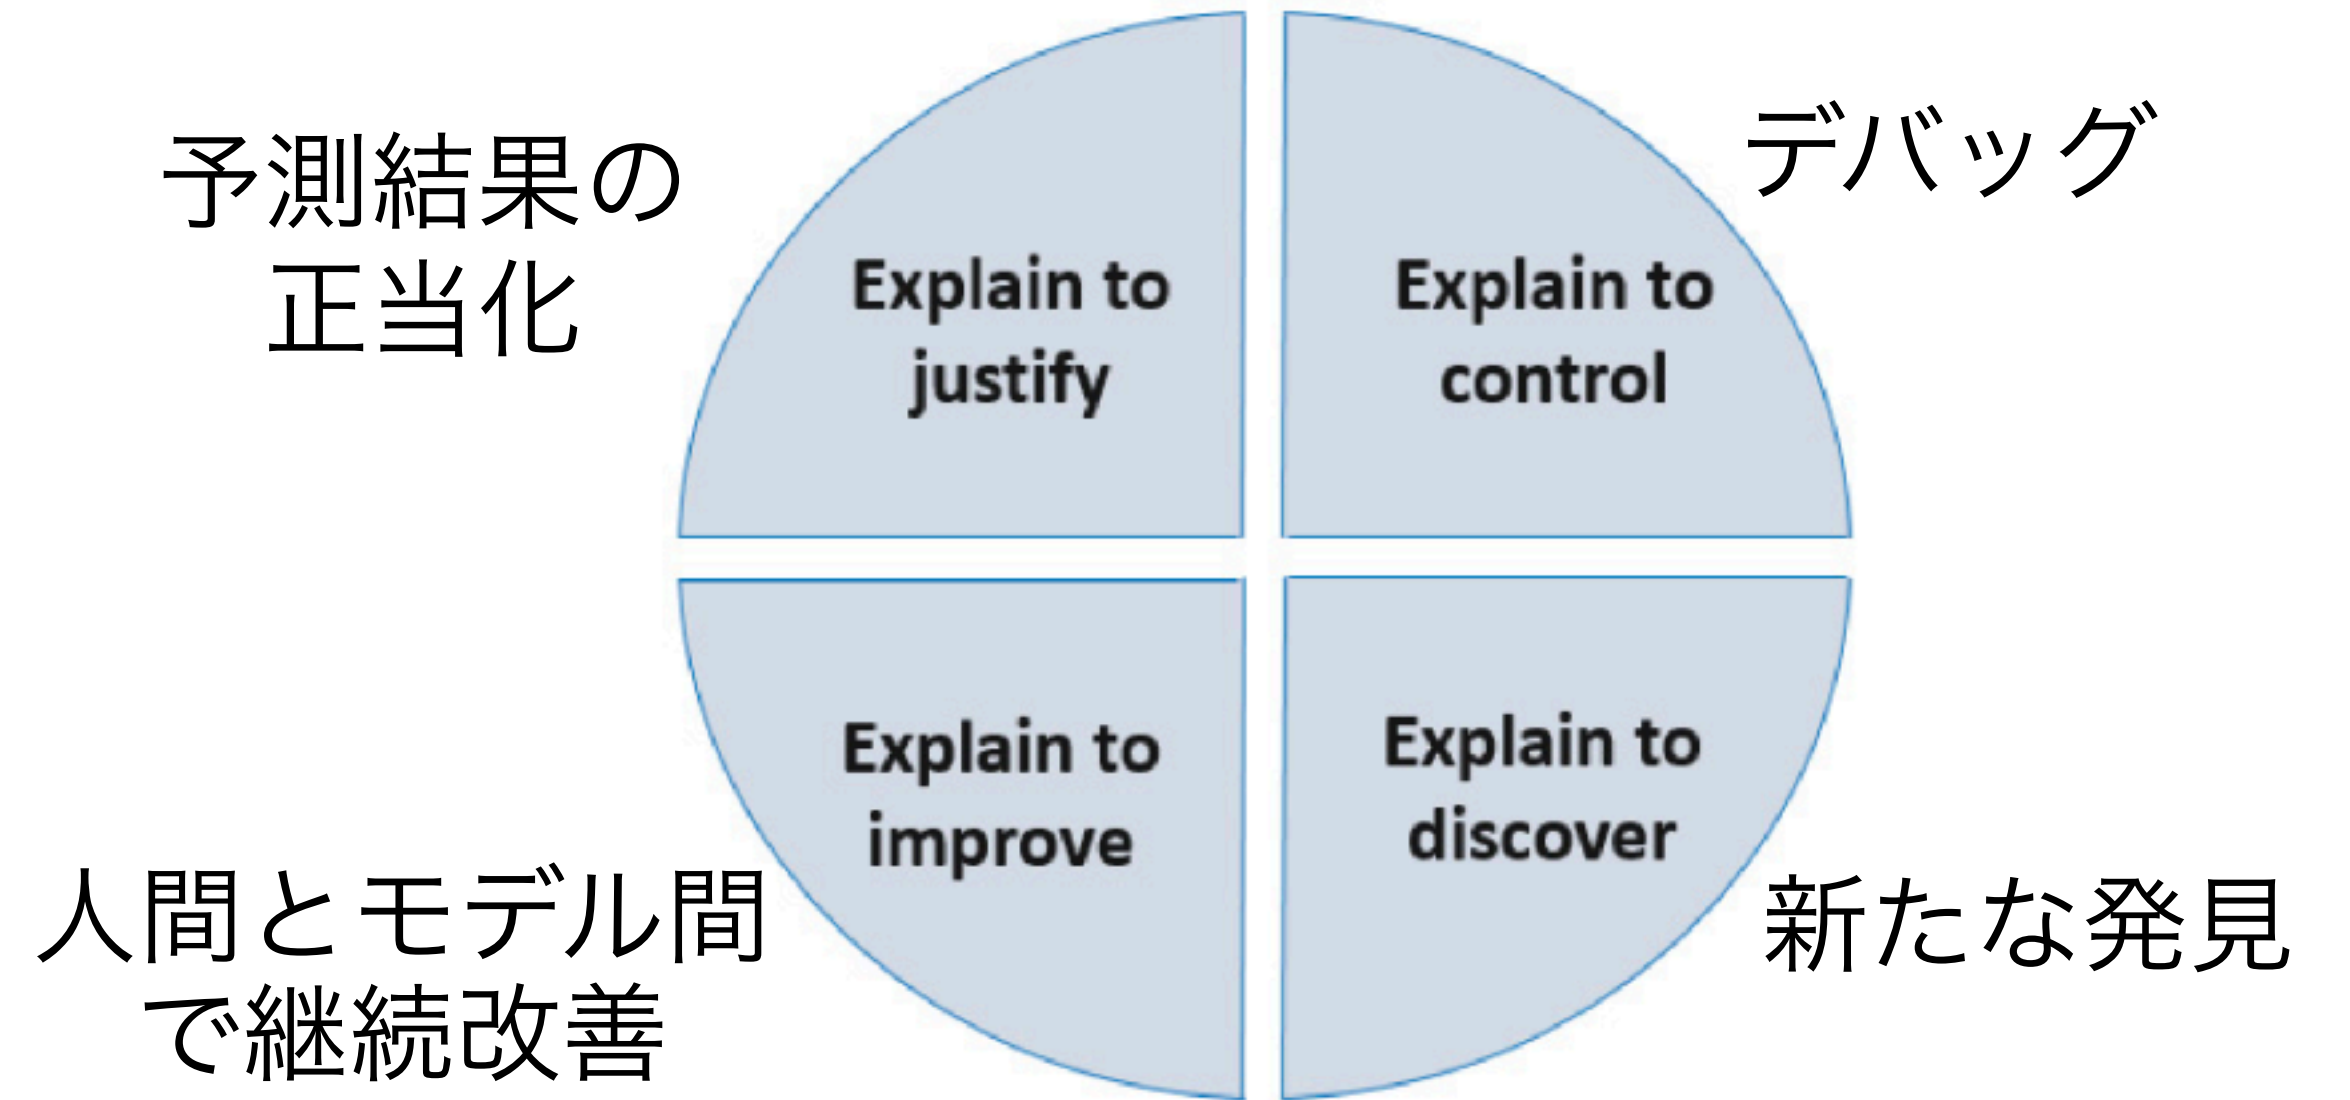 予測結果の
正当化
Explain to
justify
Explain to
control
デバッグ
人間とモデル間
で継続改善
Explain to
improve
Explain to
discover
新たな発見